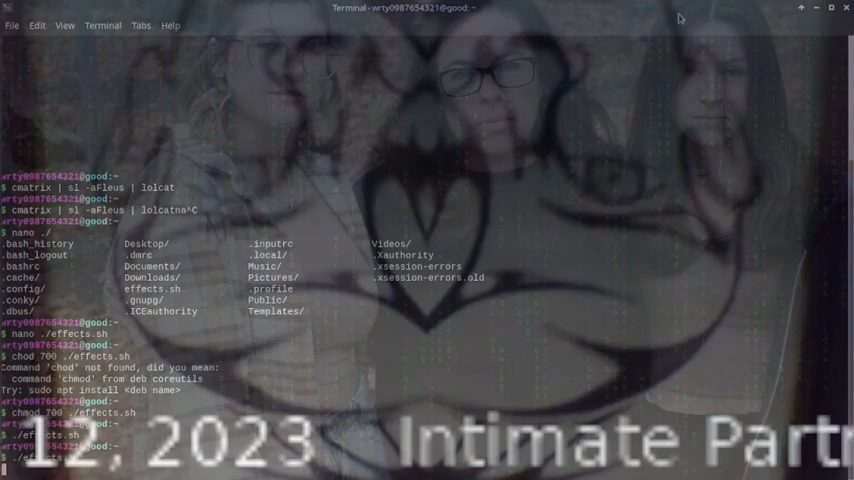 Terminal - wrty0987654321@good: ~
File Edit View Terminal Tabs Help
wrty0987654321@good:~
$ cmatrix | sl -aFleus | lolcat
wrty0987654321@good:~
$ cmatrix | sl -aFleus | lolcatna^C
wrty0987654321@good:~
$ nano ./
.bash_history Desktop/ .inputrc Videos/
.bash_logout .dmrc .local/ .Xauthority
.bashrc Documents/ Music/ .xsession-errors
.cache/ Downloads/ Pictures/ .xsession-errors.old
.config/ effects.sh .profile
.conky/ .gnupg/ Public/
.dbus/ .ICEauthority Templates/
wrty0987654321@good:~
$ nano ./effects.sh
wrty0987654321@good:~
$ chod 700 ./effects.sh
Command 'chod' not found, did you mean:
command 'chmod' from deb coreutils
Try: sudo apt install <deb name>
wrty0987654321@good:~
$ chmod 700 ./effects.sh
wrty0987654321@good:~
$ ./effects.sh
wrty0987654321@good:~
$ ./effects.sh
12, 2023 Intimate Partn